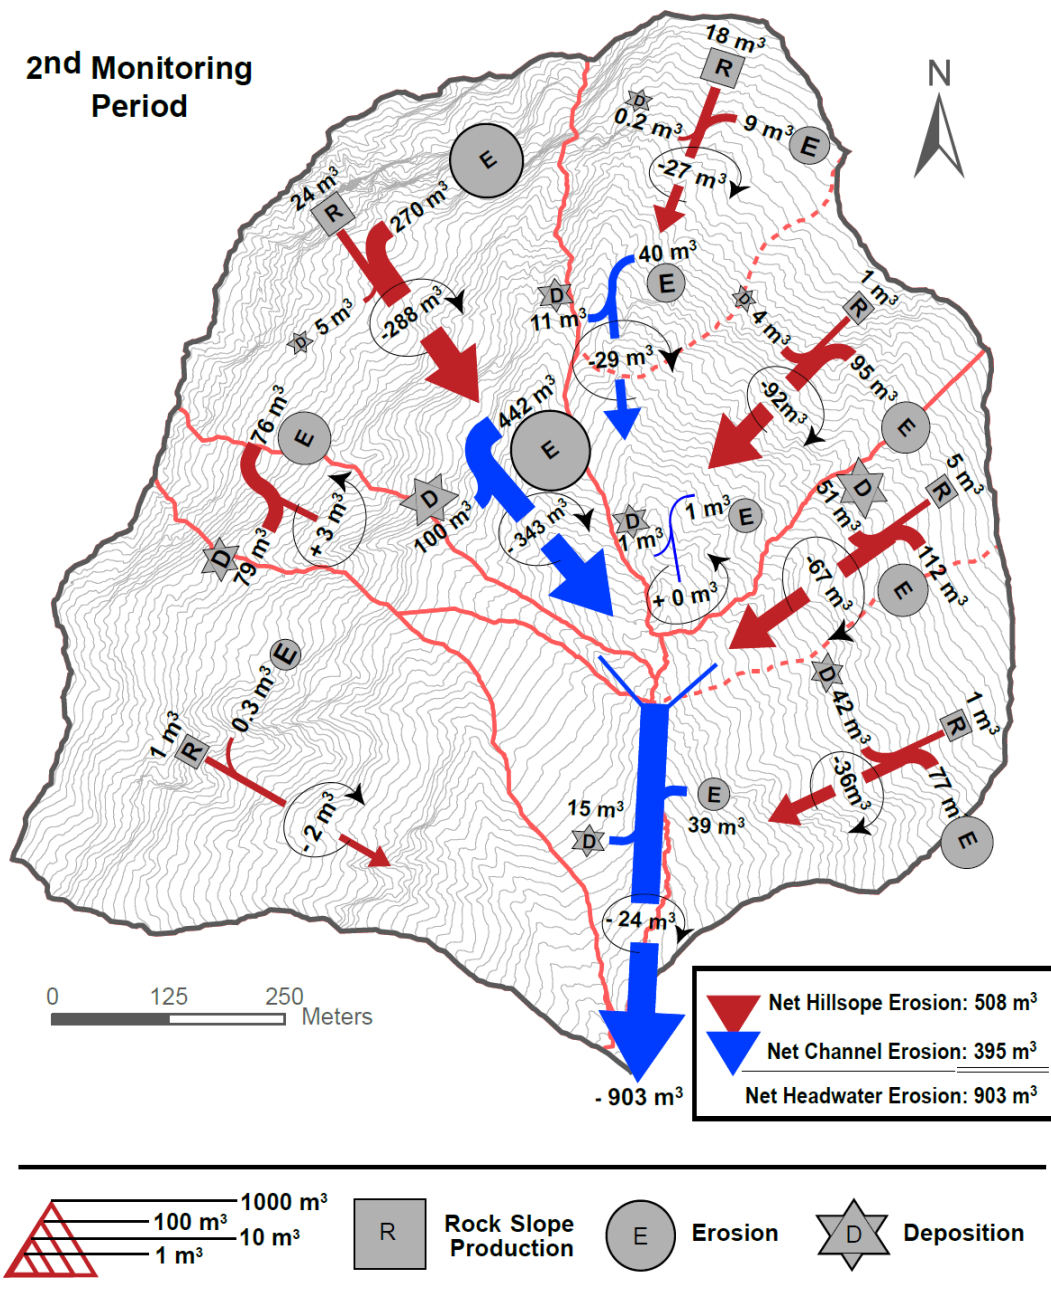 2nd Monitoring
Period
N
18 m³
R
D
0.2 m³
9 m³
E
-27 m³
E
24 m³
R
270 m³
5 m³
D
-288 m³
40 m³
E
D
11 m³
-29 m³
1 m³
R
D
4 m³
95 m³
-92m³
E
76 m³
E
442 m³
E
D
100 m³
- 343 m³
+ 3 m³
79 m³
D
1 m³
E
D
1 m³
+ 0 m³
5 m³
R
D
51 m³
112 m³
-67 m³
E
E
0.3 m³
1 m³
R
- 2 m³
D
42 m³
1 m³
R
-36m³
77 m³
E
15 m³
D
E
39 m³
- 24 m³
- 903 m³
0 125 250
Meters
Net Hillsope Erosion: 508 m³
Net Channel Erosion: 395 m³
Net Headwater Erosion: 903 m³
1000 m³
100 m³
10 m³
1 m³
R
Rock Slope
Production
E
Erosion
D
Deposition